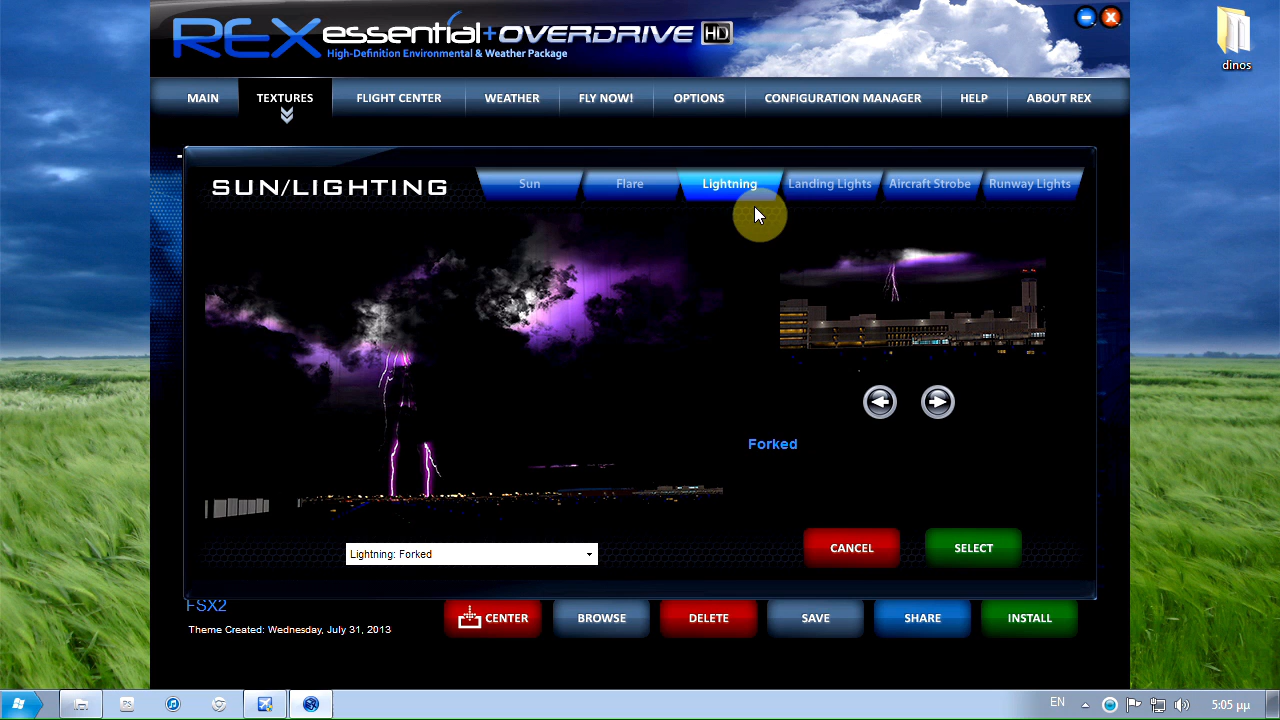 REX essential+OVERDRIVE HD
High-Definition Environmental & Weather Package
dinos
MAIN TEXTURES FLIGHT CENTER WEATHER FLY NOW! OPTIONS CONFIGURATION MANAGER HELP ABOUT REX
SUN/LIGHTING
Sun Flare Lightning Landing Lights Aircraft Strobe Runway Lights
Forked
Lightning: Forked
CANCEL SELECT
FSX2
Theme Created: Wednesday, July 31, 2013
CENTER BROWSE DELETE SAVE SHARE INSTALL
PS
EN
5:05 μμ